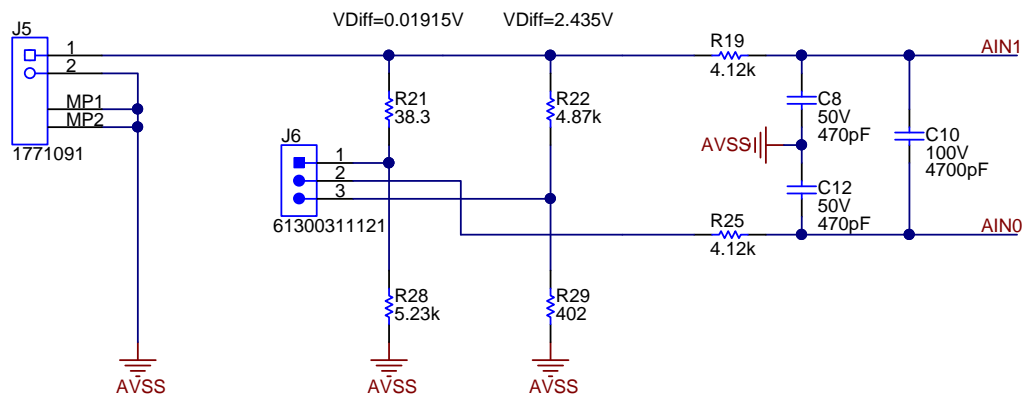 VDiff=0.01915V
VDiff=2.435V
J5
1
2
MP1
MP2
1771091
R19
4.12k
AIN1
R21
38.3
R22
4.87k
C8
50V
470pF
AVSS
C10
100V
4700pF
J6
1
2
3
61300311121
C12
50V
470pF
R25
4.12k
AIN0
R28
5.23k
R29
402
AVSS
AVSS
AVSS